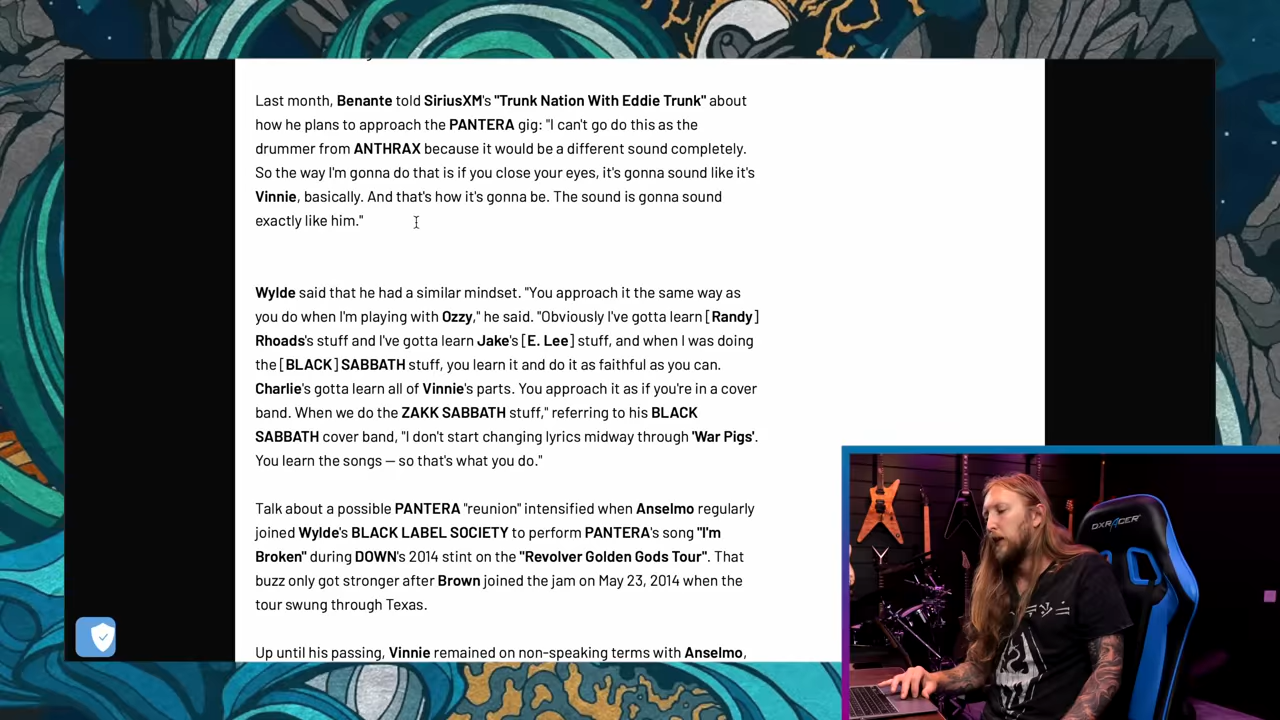 Last month, Benante told SiriusXM's "Trunk Nation With Eddie Trunk" about
how he plans to approach the PANTERA gig: "I can't go do this as the
drummer from ANTHRAX because it would be a different sound completely.
So the way I'm gonna do that is if you close your eyes, it's gonna sound like it's
Vinnie, basically. And that's how it's gonna be. The sound is gonna sound
exactly like him."
Wylde said that he had a similar mindset. "You approach it the same way as
you do when I'm playing with Ozzy," he said. "Obviously I've gotta learn [Randy]
Rhoads's stuff and I've gotta learn Jake's [E. Lee] stuff, and when I was doing
the [BLACK] SABBATH stuff, you learn it and do it as faithful as you can.
Charlie's gotta learn all of Vinnie's parts. You approach it as if you're in a cover
band. When we do the ZAKK SABBATH stuff," referring to his BLACK
SABBATH cover band, "I don't start changing lyrics midway through 'War Pigs'.
You learn the songs — so that's what you do."
Talk about a possible PANTERA "reunion" intensified when Anselmo regularly
joined Wylde's BLACK LABEL SOCIETY to perform PANTERA's song "I'm
Broken" during DOWN's 2014 stint on the "Revolver Golden Gods Tour". That
buzz only got stronger after Brown joined the jam on May 23, 2014 when the
tour swung through Texas.
Up until his passing, Vinnie remained on non-speaking terms with Anselmo,
DXRACER